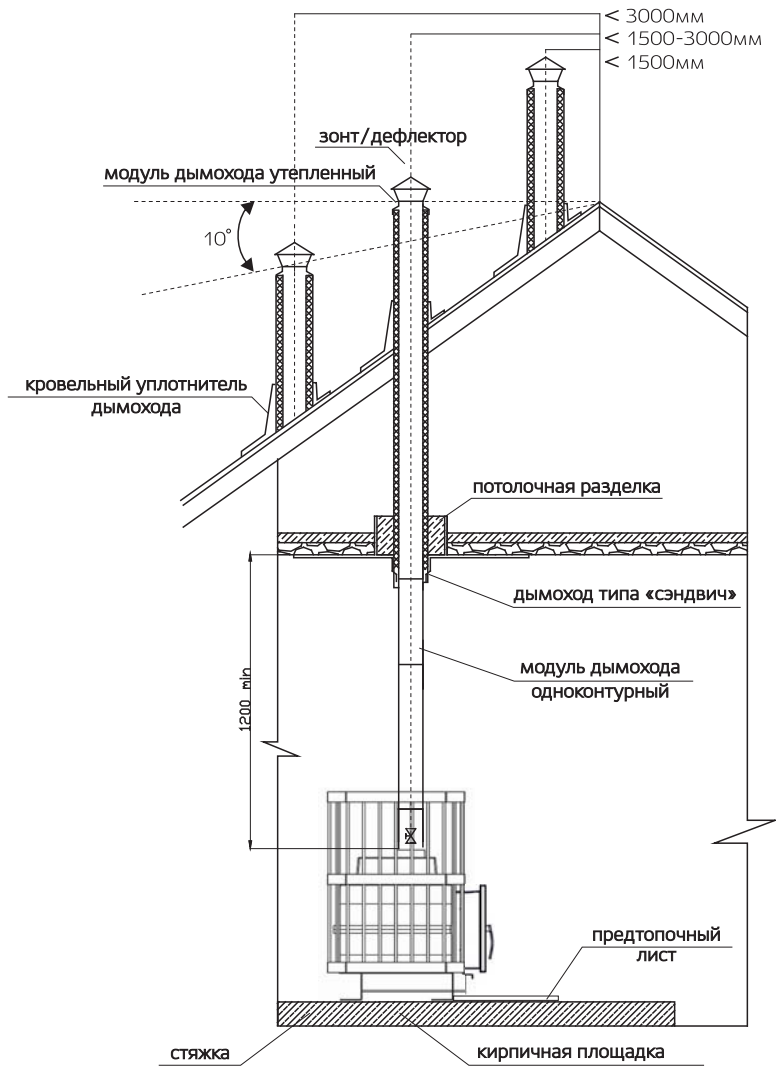 < 3000мм
< 1500-3000мм
< 1500мм
зонт/дефлектор
модуль дымохода утепленный
10°
кровельный уплотнитель
дымохода
потолочная разделка
дымоход типа «сэндвич»
модуль дымохода
одноконтурный
1200 min
предтопочный
лист
стяжка
кирпичная площадка